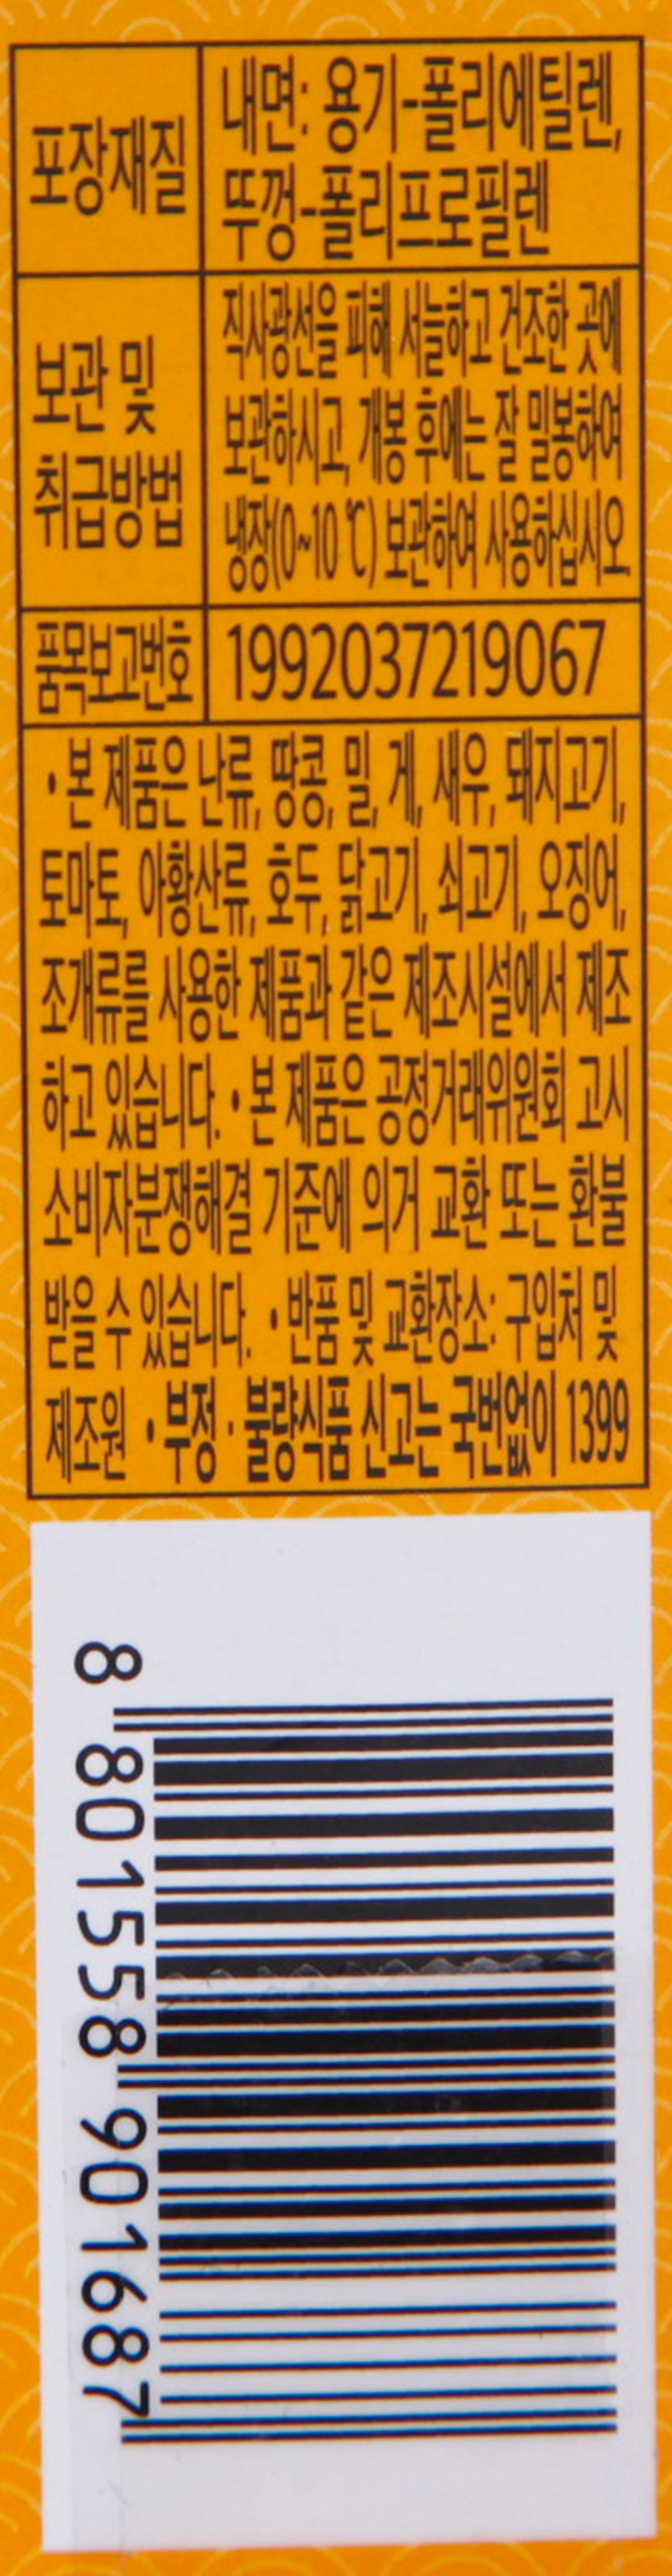 포장재질
내면: 용기-폴리에틸렌,
뚜껑-폴리프로필렌
보관 및
취급방법
직사광선을 피해 서늘하고 건조한 곳에
보관하시고, 개봉 후에는 잘 밀봉하여
냉장(0~10℃) 보관하여 사용하십시오.
품목보고번호
1992037219067
•본 제품은 난류, 땅콩, 밀, 게, 새우, 돼지고기,
토마토, 아황산류, 호두, 닭고기, 쇠고기, 오징어,
조개류를 사용한 제품과 같은 제조시설에서 제조
하고 있습니다. •본 제품은 공정거래위원회 고시
소비자분쟁해결 기준에 의거 교환 또는 환불
받을 수 있습니다. •반품 및 교환장소: 구입처 및
제조원 •부정·불량식품 신고는 국번없이 1399
8 801558 901687